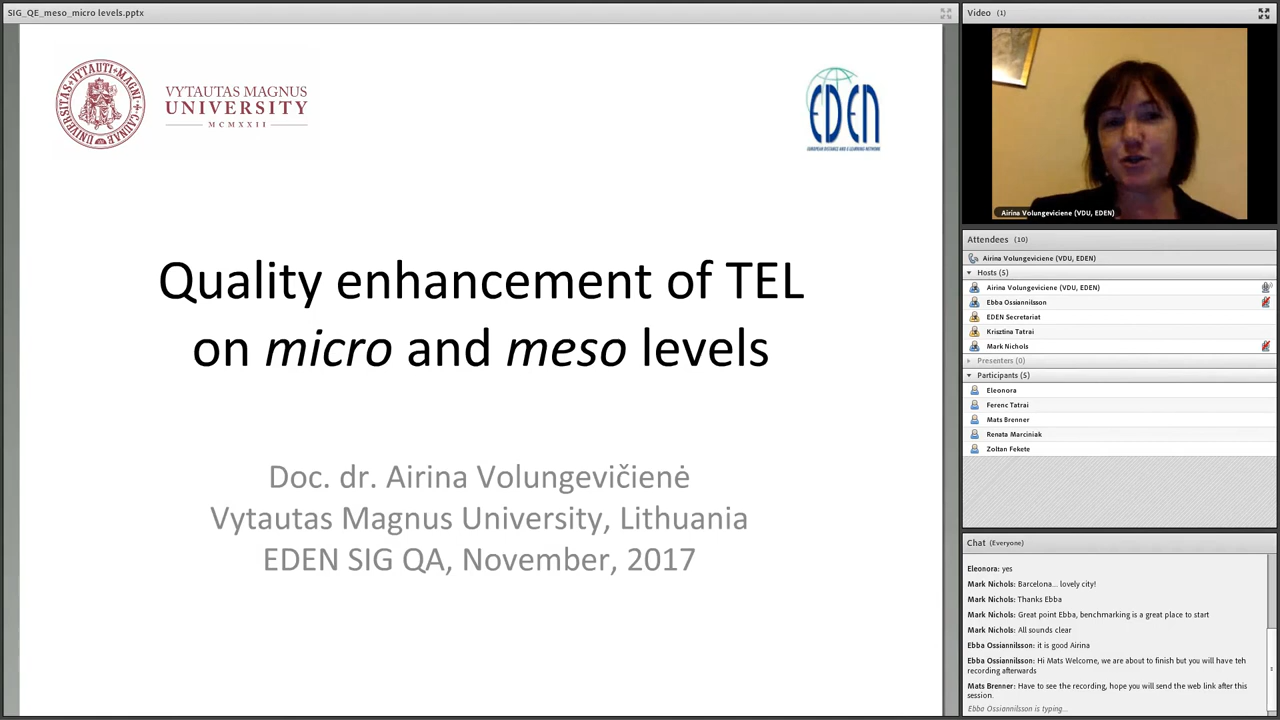 SIG_QE_meso_micro levels.pptx
VYTAUTAS MAGNUS
UNIVERSITY
MCMXXII
EDEN
EUROPEAN DISTANCE AND E-LEARNING NETWORK
Quality enhancement of TEL
on micro and meso levels
Doc. dr. Airina Volungevičienė
Vytautas Magnus University, Lithuania
EDEN SIG QA, November, 2017
Video (1)
Airina Volungeviciene (VDU, EDEN)
Attendees (10)
Airina Volungeviciene (VDU, EDEN)
Hosts (5)
Airina Volungeviciene (VDU, EDEN)
Ebba Ossiannilsson
EDEN Secretariat
Krisztina Tatrai
Mark Nichols
Presenters (0)
Participants (5)
Eleonora
Ferenc Tatrai
Mats Brenner
Renata Marciniak
Zoltan Fekete
Chat (Everyone)
Eleonora: yes
Mark Nichols: Barcelona... lovely city!
Mark Nichols: Thanks Ebba
Mark Nichols: Great point Ebba, benchmarking is a great place to start
Mark Nichols: All sounds clear
Ebba Ossiannilsson: it is good Airina
Ebba Ossiannilsson: Hi Mats Welcome, we are about to finish but you will have teh
recording afterwards
Mats Brenner: Have to see the recording, hope you will send the web link after this
session.
Ebba Ossiannilsson is typing...